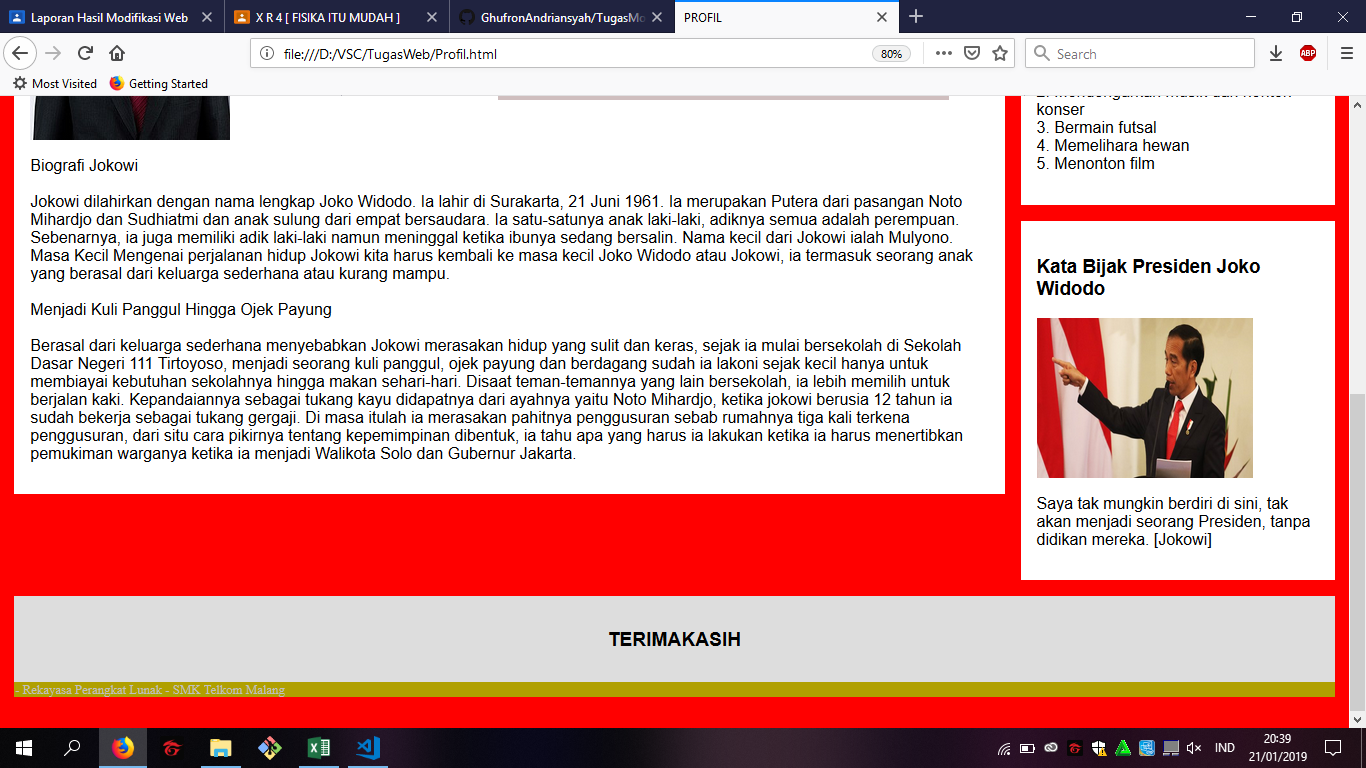 Laporan Hasil Modifikasi Web
X R 4 [ FISIKA ITU MUDAH ]
GhufronAndriansyah/TugasMo
PROFIL
file:///D:/VSC/TugasWeb/Profil.html
80%
Search
ABP
Most Visited
Getting Started
konser
3. Bermain futsal
4. Memelihara hewan
5. Menonton film
Biografi Jokowi
Jokowi dilahirkan dengan nama lengkap Joko Widodo. Ia lahir di Surakarta, 21 Juni 1961. Ia merupakan Putera dari pasangan Noto
Mihardjo dan Sudhiatmi dan anak sulung dari empat bersaudara. Ia satu-satunya anak laki-laki, adiknya semua adalah perempuan.
Sebenarnya, ia juga memiliki adik laki-laki namun meninggal ketika ibunya sedang bersalin. Nama kecil dari Jokowi ialah Mulyono.
Masa Kecil Mengenai perjalanan hidup Jokowi kita harus kembali ke masa kecil Joko Widodo atau Jokowi, ia termasuk seorang anak
yang berasal dari keluarga sederhana atau kurang mampu.
Menjadi Kuli Panggul Hingga Ojek Payung
Berasal dari keluarga sederhana menyebabkan Jokowi merasakan hidup yang sulit dan keras, sejak ia mulai bersekolah di Sekolah
Dasar Negeri 111 Tirtoyoso, menjadi seorang kuli panggul, ojek payung dan berdagang sudah ia lakoni sejak kecil hanya untuk
membiayai kebutuhan sekolahnya hingga makan sehari-hari. Disaat teman-temannya yang lain bersekolah, ia lebih memilih untuk
berjalan kaki. Kepandaiannya sebagai tukang kayu didapatnya dari ayahnya yaitu Noto Mihardjo, ketika jokowi berusia 12 tahun ia
sudah bekerja sebagai tukang gergaji. Di masa itulah ia merasakan pahitnya penggusuran sebab rumahnya tiga kali terkena
penggusuran, dari situ cara pikirnya tentang kepemimpinan dibentuk, ia tahu apa yang harus ia lakukan ketika ia harus menertibkan
pemukiman warganya ketika ia menjadi Walikota Solo dan Gubernur Jakarta.
Kata Bijak Presiden Joko
Widodo
Saya tak mungkin berdiri di sini, tak
akan menjadi seorang Presiden, tanpa
didikan mereka. [Jokowi]
TERIMAKASIH
- Rekayasa Perangkat Lunak - SMK Telkom Malang
IND
20:39
21/01/2019